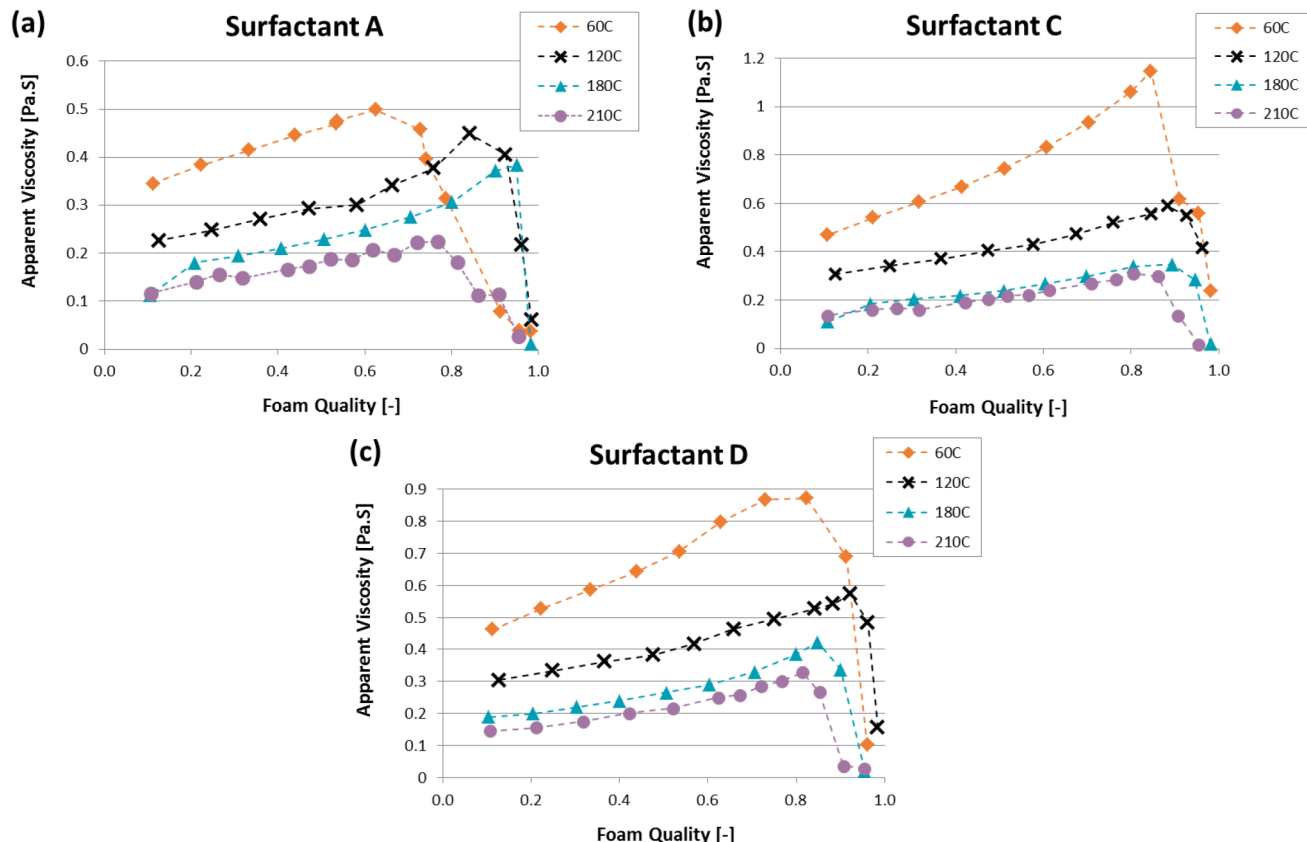 (a)
Surfactant A
60C
120C
180C
210C
Apparent Viscosity [Pa.S]
0.6
0.5
0.4
0.3
0.2
0.1
0
0.0 0.2 0.4 0.6 0.8 1.0
Foam Quality [-]
(b)
Surfactant C
60C
120C
180C
210C
Apparent Viscosity [Pa.S]
1.2
1
0.8
0.6
0.4
0.2
0
0.0 0.2 0.4 0.6 0.8 1.0
Foam Quality [-]
(c)
Surfactant D
60C
120C
180C
210C
Apparent Viscosity [Pa.S]
0.9
0.8
0.7
0.6
0.5
0.4
0.3
0.2
0.1
0
0.0 0.2 0.4 0.6 0.8 1.0
Foam Quality [-]